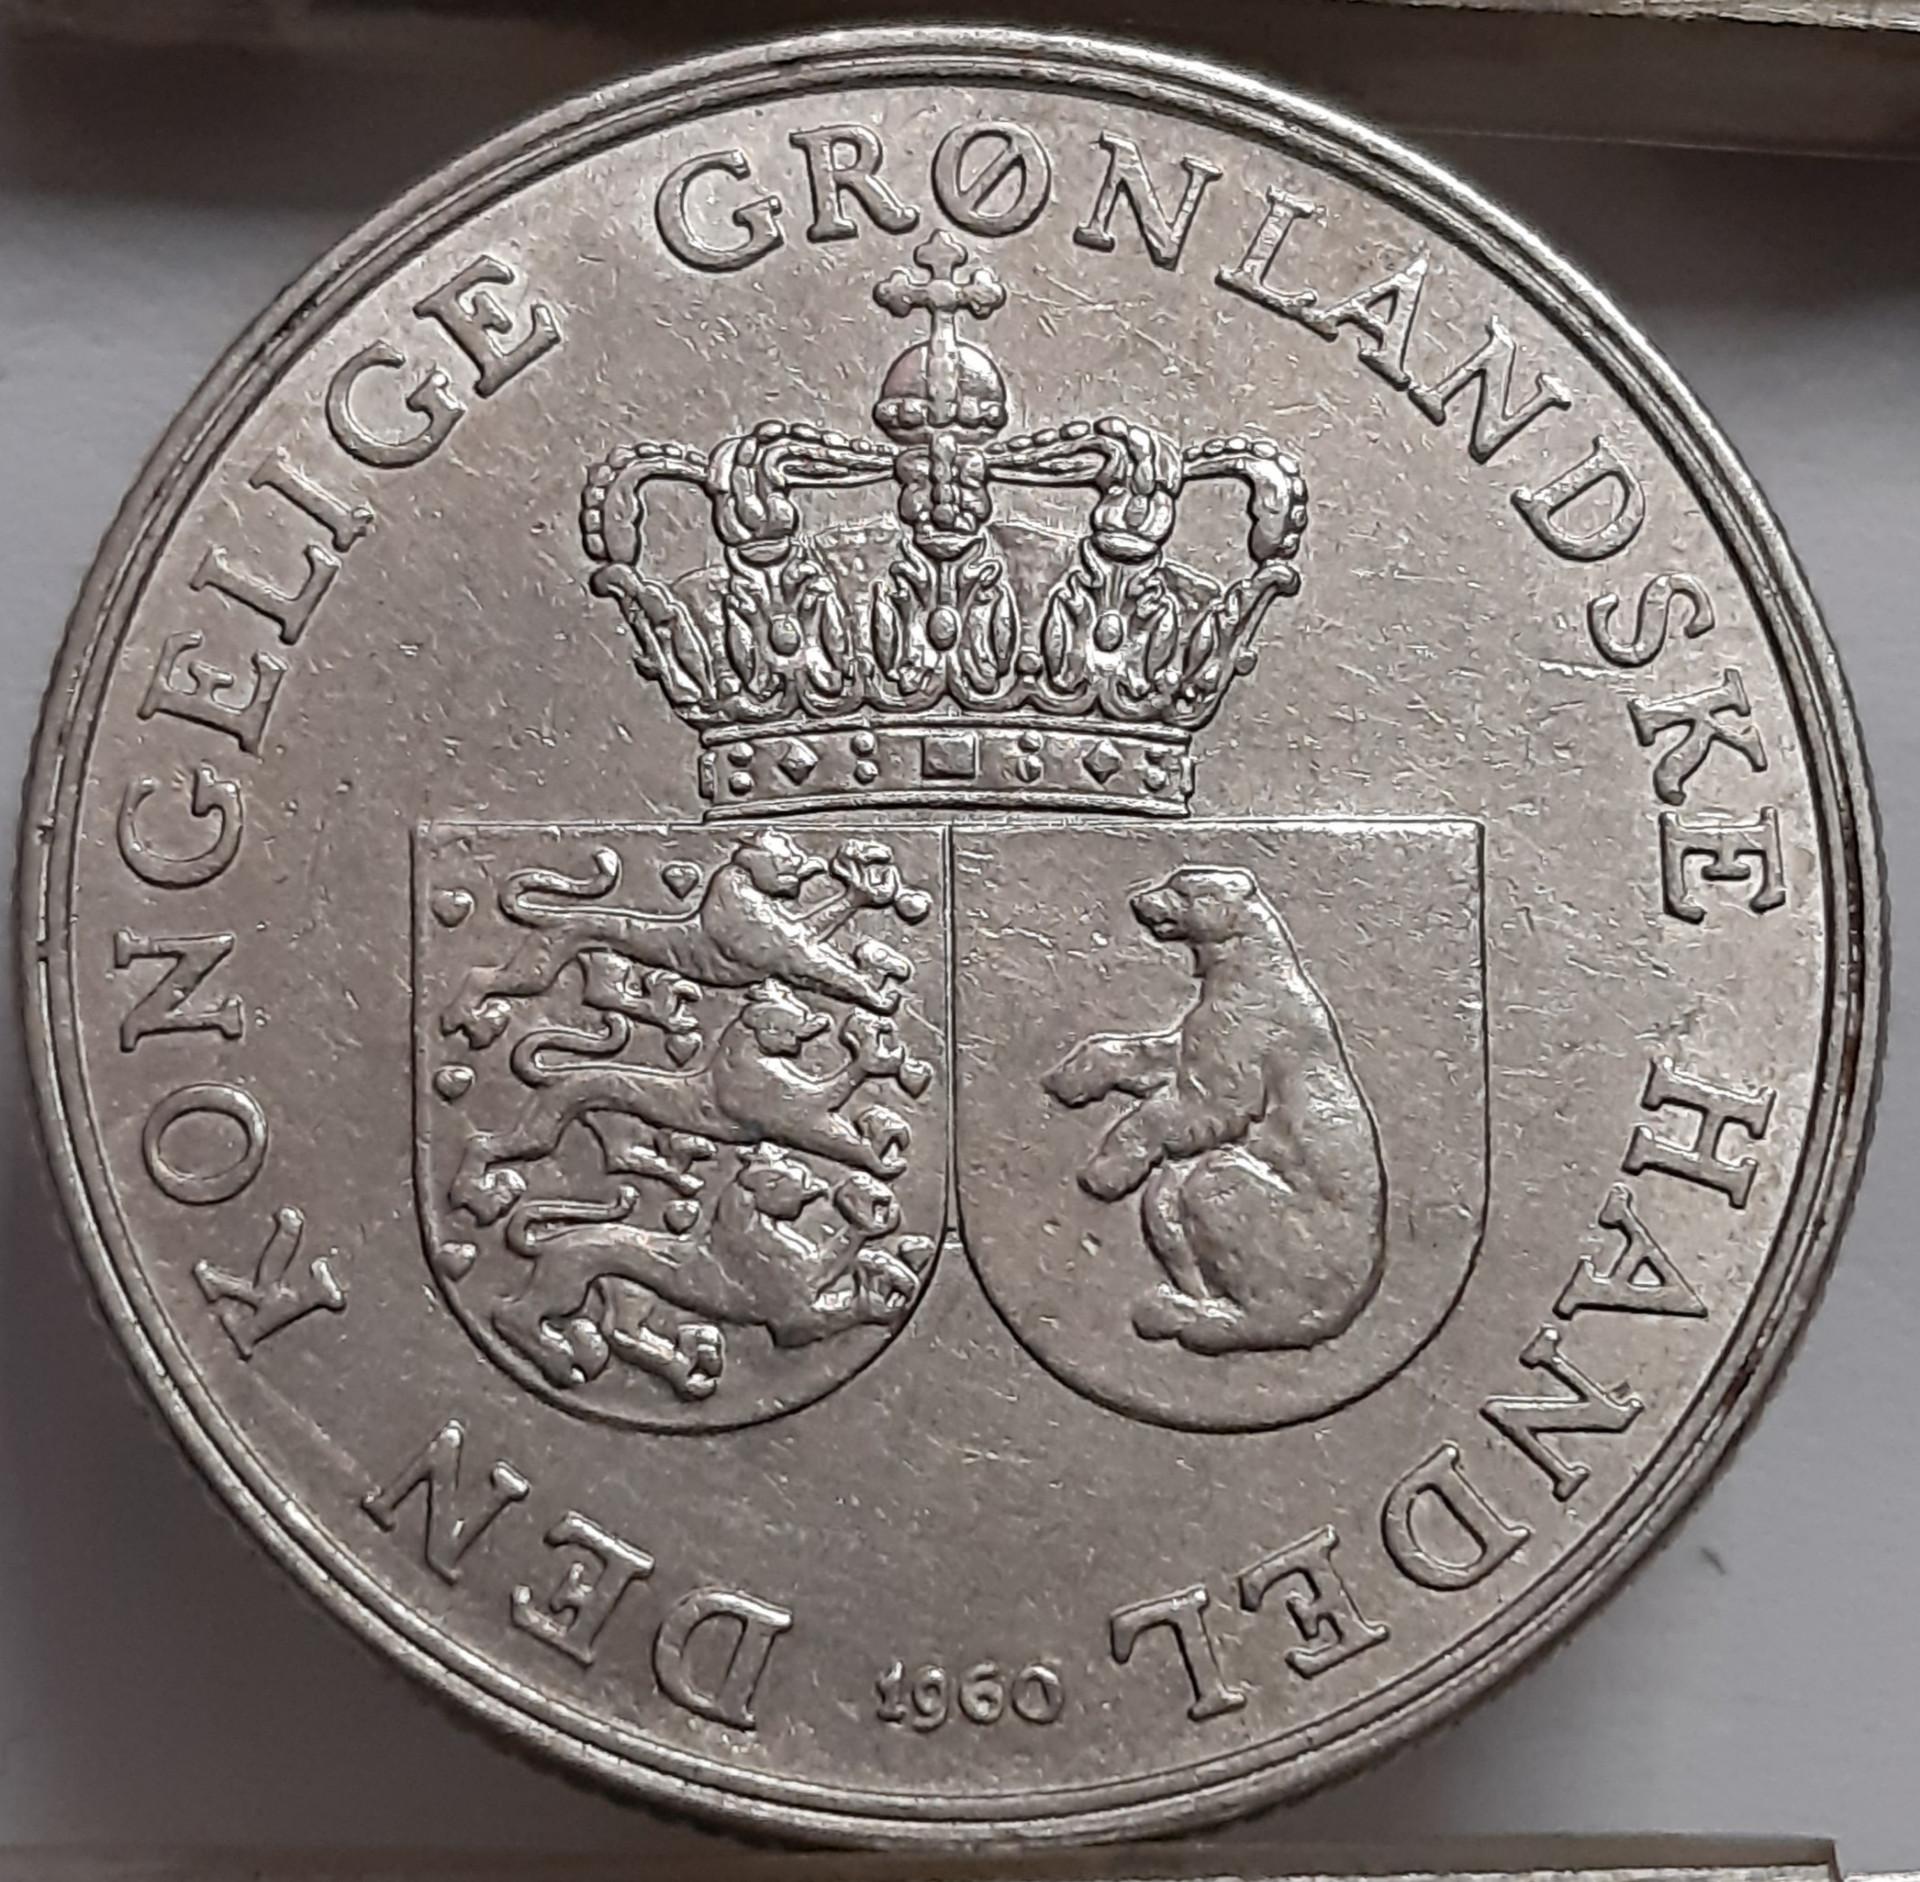 DEN KONGELIGE GRØNLANDSKE HANDEL
1960